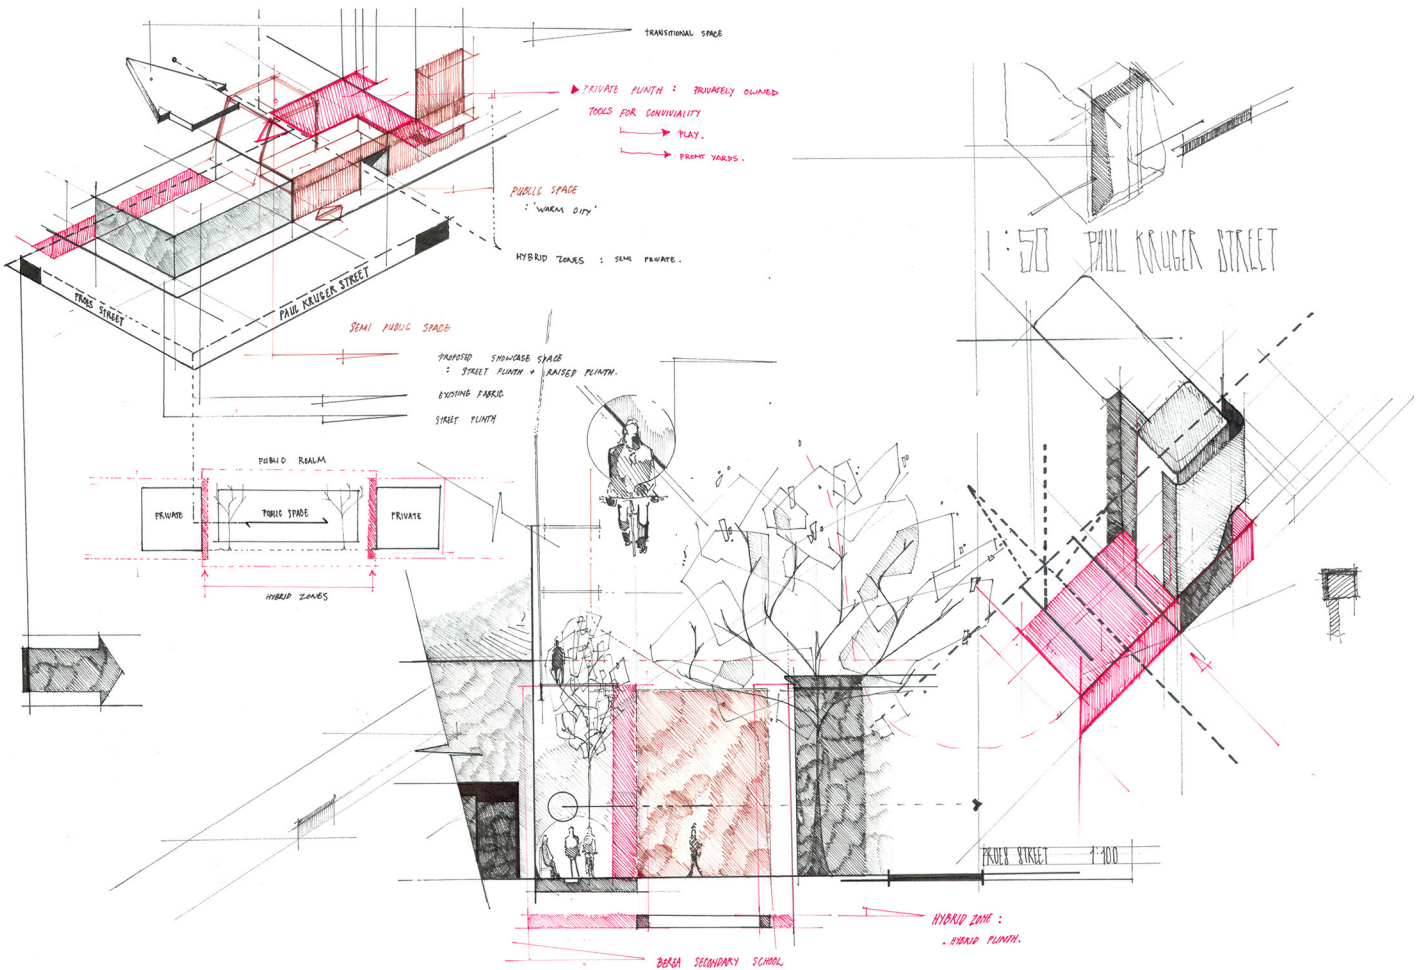 TRANSITIONAL SPACE
PRIVATE PLINTH : PRIVATELY OWNED
TOOLS FOR CONVIVIALITY
PLAY.
FRONT YARDS.
PUBLIC SPACE
: "WARM CITY"
HYBRID ZONES : SEMI PRIVATE.
PROES STREET
PAUL KRUGER STREET
SEMI PUBLIC SPACE
PROPOSED SHOWCASE SPACE
: STREET PLINTH + RAISED PLINTH.
EXISTING FABRIC
STREET PLINTH
1:50 PAUL KRUGER STREET
PUBLIC REALM
PRIVATE
PUBLIC SPACE
PRIVATE
HYBRID ZONES
PROES STREET 1:100
HYBRID ZONE :
. HYBRID PLINTH.
BEREA SECONDARY SCHOOL